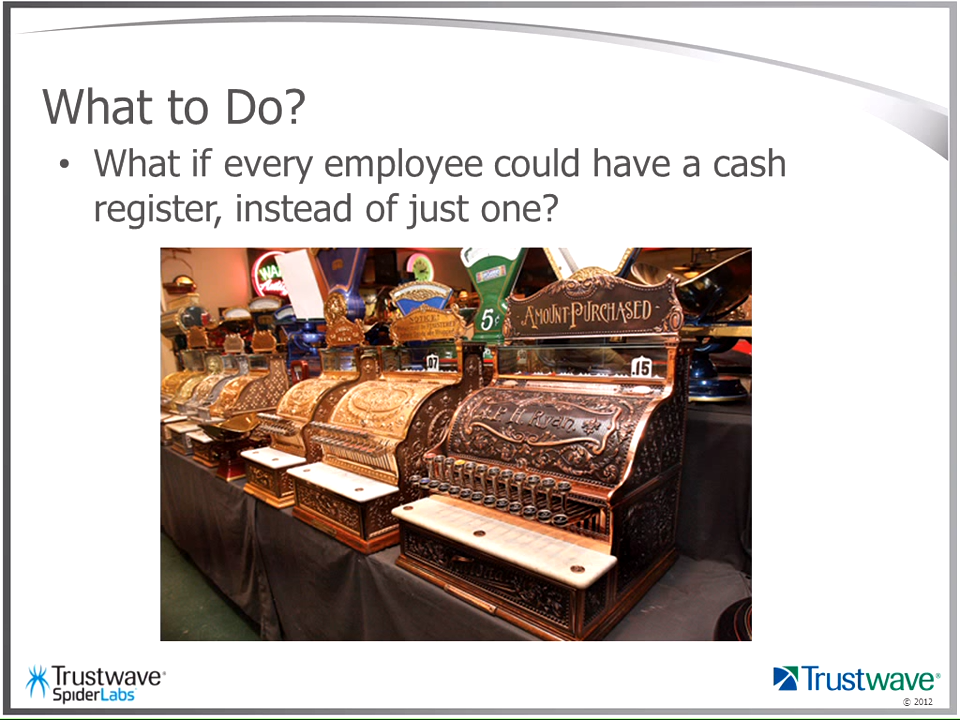 What to Do?
• What if every employee could have a cash
register, instead of just one?
AMOUNT PURCHASED
5¢
07
.15
Trustwave®
SpiderLabs
Trustwave®
© 2012